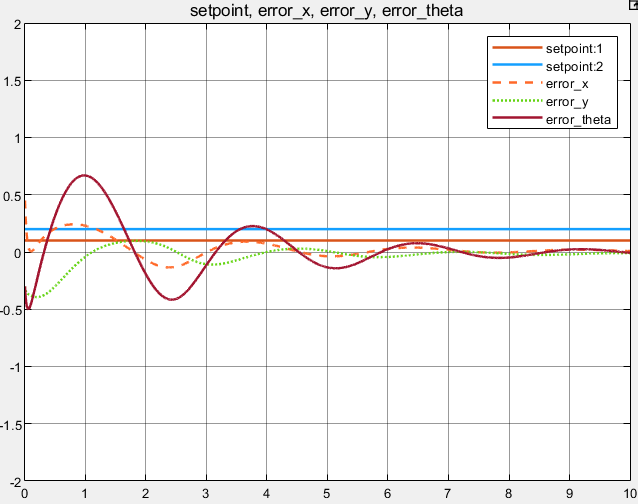 setpoint, error_x, error_y, error_theta
2
1.5
1
0.5
0
-0.5
-1
-1.5
-2
setpoint:1
setpoint:2
error_x
error_y
error_theta
0 1 2 3 4 5 6 7 8 9 10